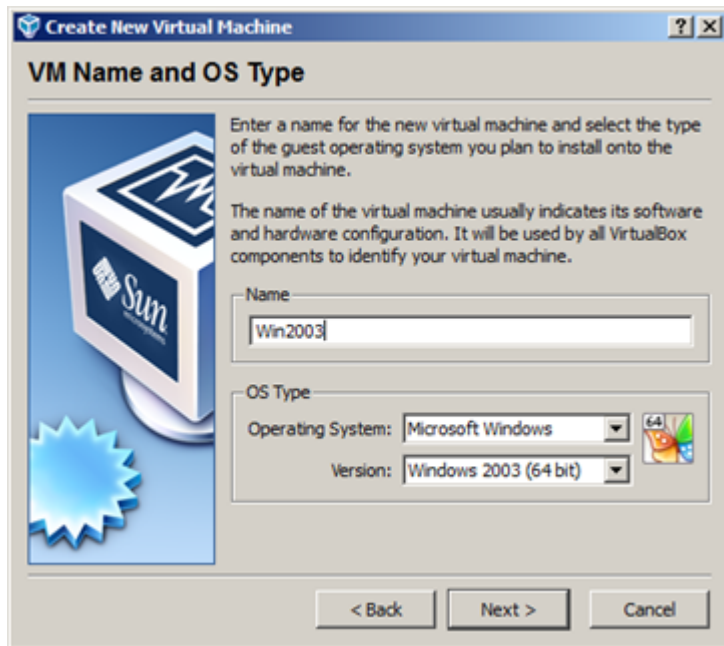 Create New Virtual Machine
VM Name and OS Type
Enter a name for the new virtual machine and select the type
of the guest operating system you plan to install onto the
virtual machine.
The name of the virtual machine usually indicates its software
and hardware configuration. It will be used by all VirtualBox
components to identify your virtual machine.
Sun
microsystems
Name
Win2003
OS Type
Operating System: Microsoft Windows
64
Version: Windows 2003 (64 bit)
< Back Next > Cancel